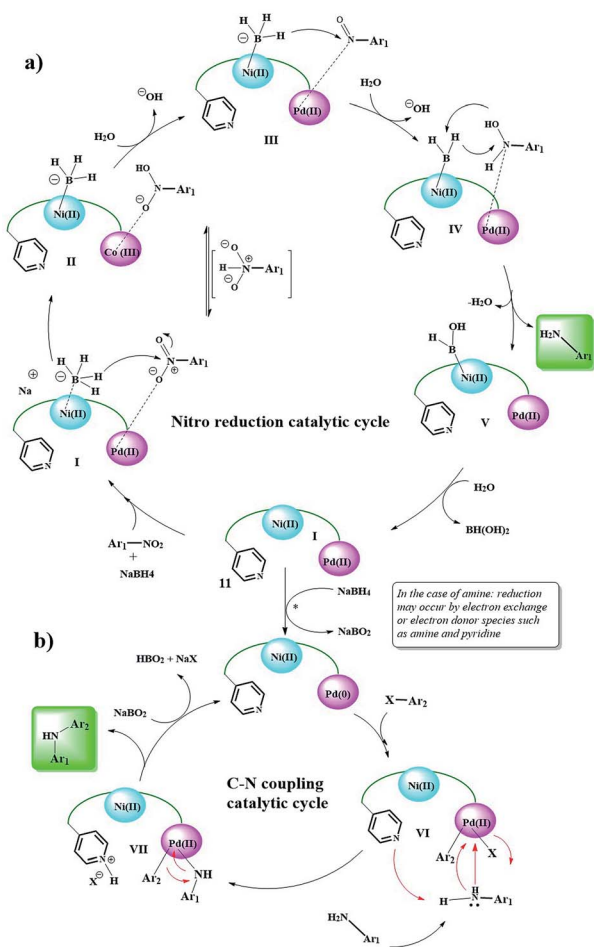 a)
H
H
⊖B—H
Ni(II)
O
N—Ar1
Pd(II)
N
III
H2O
⊖OH
H2O
⊖OH
H
H
⊖B—H
Ni(II)
HO
N—Ar1
O
⊖
Co (III)
N
II
H
H
B
Ni(II)
HO
N—Ar1
H
Pd(II)
N
IV
⊖O
H—N⊕—Ar1
O
⊖
-H2O
H2N
Ar1
OH
H
B
Ni(II)
Pd(II)
N
V
⊕
Na
H
H
⊖B—H
H
Ni(II)
O
N—Ar1
⊕
O
⊖
Pd(II)
N
I
Nitro reduction catalytic cycle
H2O
BH(OH)2
Ar1—NO2
+
NaBH4
Ni(II)
I
Pd(II)
11
N
*
NaBH4
NaBO2
In the case of amine: reduction
may occur by electron exchange
or electron donor species such
as amine and pyridine
b)
Ni(II)
Pd(0)
N
HBO2 + NaX
NaBO2
X—Ar2
HN
Ar2
Ar1
C-N coupling
catalytic cycle
Ni(II)
Pd(II)
VII
N⊕
H
X⊖
Ar2
NH
Ar1
Ni(II)
Pd(II)
VI
N
Ar2
X
H
H—N—Ar1
H2N
Ar1